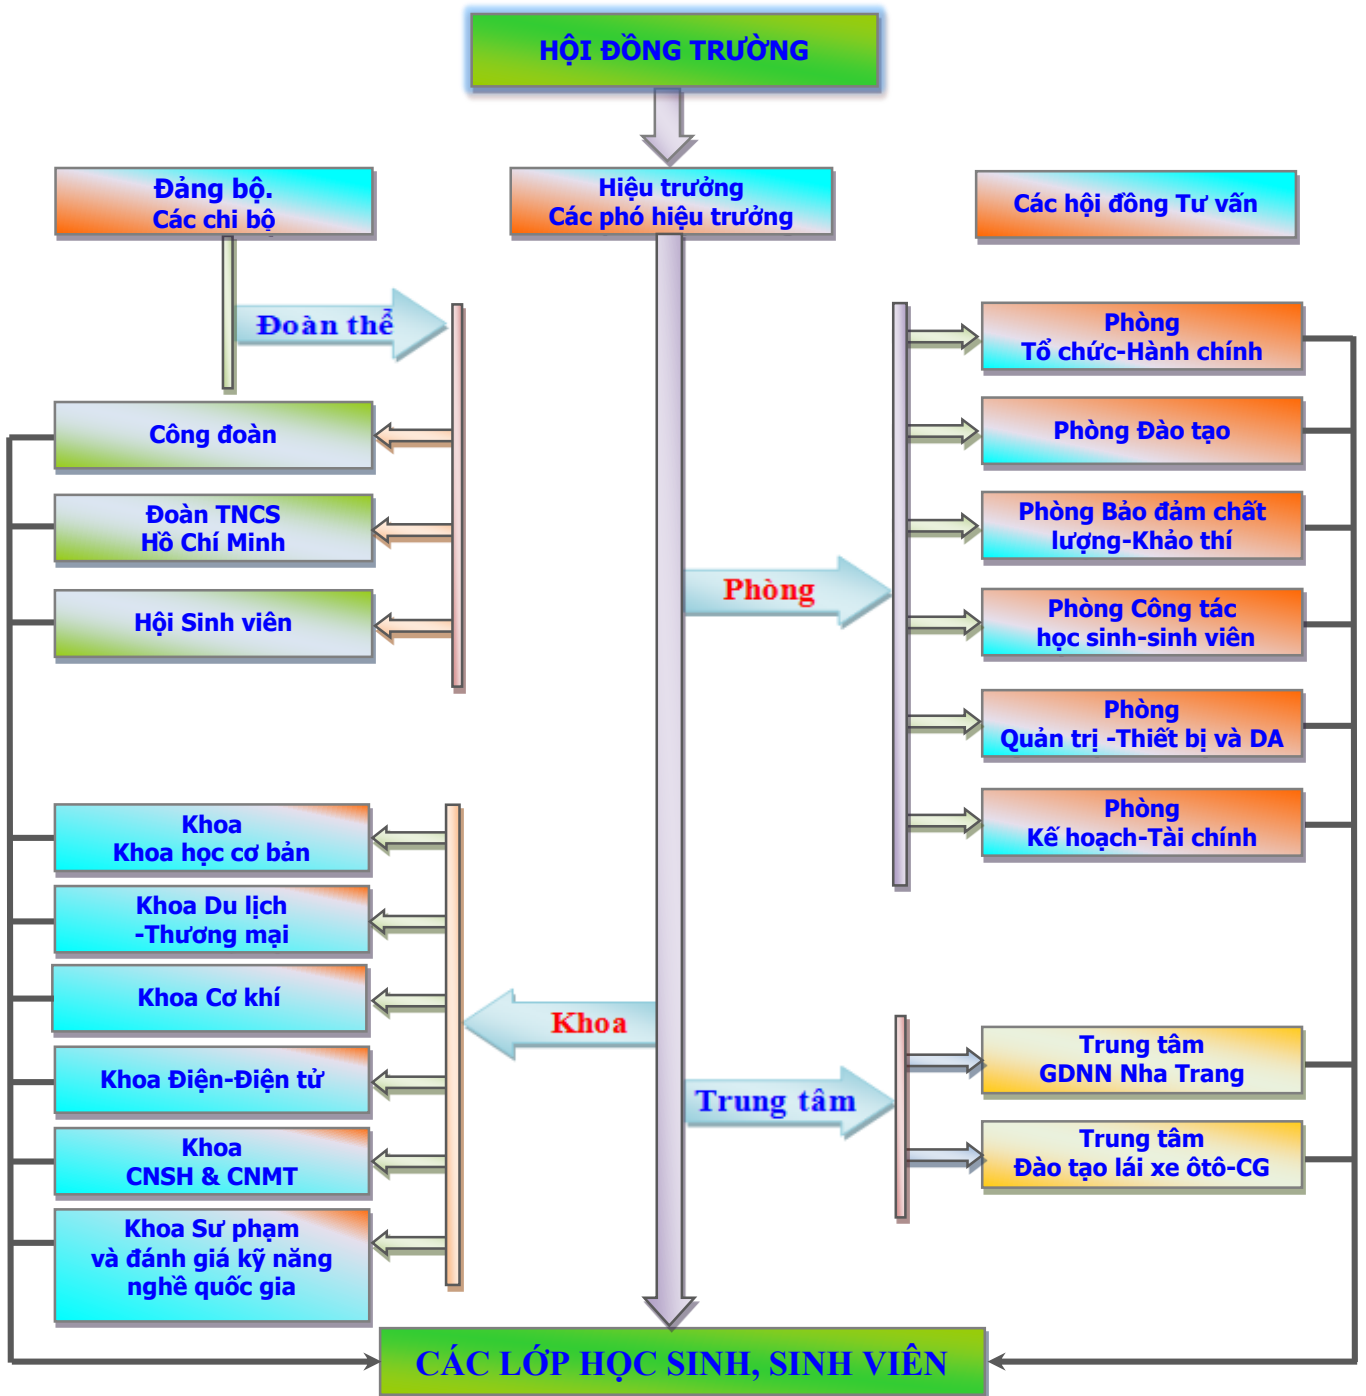 HỘI ĐỒNG TRƯỜNG
Đảng bộ.
Các chi bộ
Hiệu trưởng
Các phó hiệu trưởng
Các hội đồng Tư vấn
Đoàn thể
Công đoàn
Đoàn TNCS
Hồ Chí Minh
Hội Sinh viên
Phòng
Phòng
Tổ chức-Hành chính
Phòng Đào tạo
Phòng Bảo đảm chất
lượng-Khảo thí
Phòng Công tác
học sinh-sinh viên
Phòng
Quản trị -Thiết bị và DA
Phòng
Kế hoạch-Tài chính
Khoa
Khoa học cơ bản
Khoa Du lịch
-Thương mại
Khoa Cơ khí
Khoa Điện-Điện tử
Khoa
CNSH & CNMT
Khoa Sư phạm
và đánh giá kỹ năng
nghề quốc gia
Khoa
Trung tâm
Trung tâm
GDNN Nha Trang
Trung tâm
Đào tạo lái xe ôtô-CG
CÁC LỚP HỌC SINH, SINH VIÊN